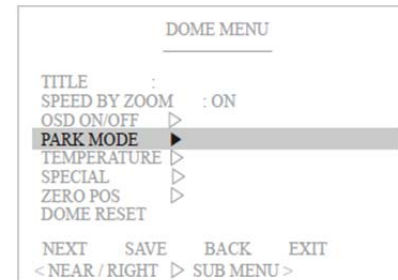 DOME MENU
TITLE :
SPEED BY ZOOM : ON
OSD ON/OFF ▷
PARK MODE ▶
TEMPERATURE ▷
SPECIAL ▷
ZERO POS ▷
DOME RESET
NEXT SAVE BACK EXIT
< NEAR / RIGHT ▷ SUB MENU >